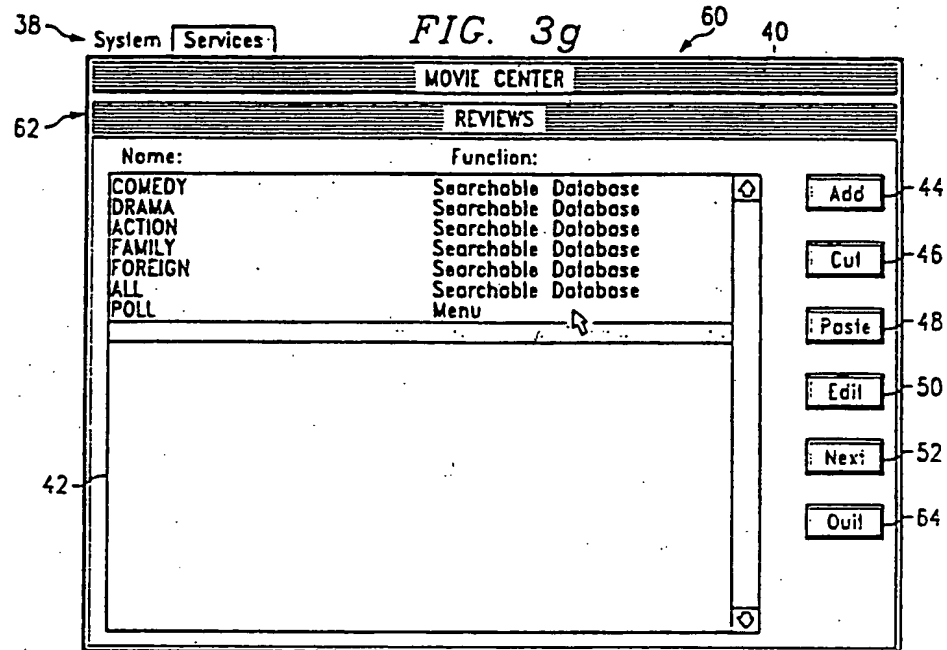 FIG. 3g
38 System Services 60 40
MOVIE CENTER
62 REVIEWS
Name: Function:
COMEDY Searchable Database
DRAMA Searchable Database
ACTION Searchable Database
FAMILY Searchable Database
FOREIGN Searchable Database
ALL Searchable Database
POLL Menu
Add 44
Cut 46
Paste 48
Edit 50
Next 52
42
Quit 64